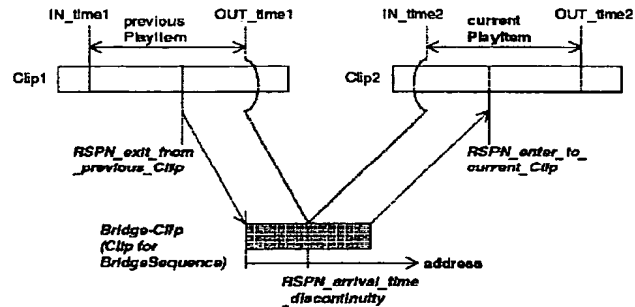 IN_time1 OUT_time1 IN_time2 OUT_time2
previous PlayItem
current PlayItem
Clip1
Clip2
RSPN_exit_from
_previous_Clip
RSPN_enter_to_
current_Clip
Bridge-Clip
(Clip for
BridgeSequence)
address
RSPN_arrival_time
_discontinuity